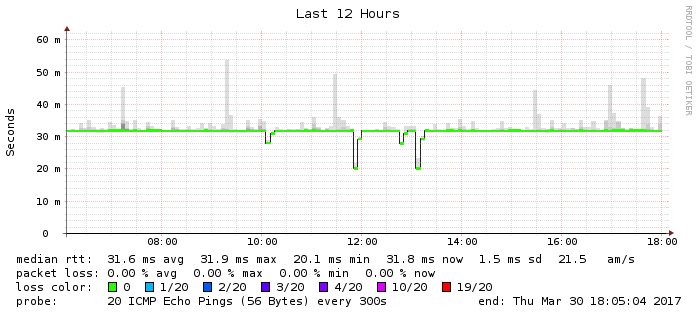 Last 12 Hours
RRDTOOL / TOBI OETIKER
Seconds
60 m
50 m
40 m
30 m
20 m
10 m
0
08:00 10:00 12:00 14:00 16:00 18:00
median rtt: 31.6 ms avg 31.9 ms max 20.1 ms min 31.8 ms now 1.5 ms sd 21.5 am/s
packet loss: 0.00 % avg 0.00 % max 0.00 % min 0.00 % now
loss color: 0 1/20 2/20 3/20 4/20 10/20 19/20
probe: 20 ICMP Echo Pings (56 Bytes) every 300s end: Thu Mar 30 18:05:04 2017